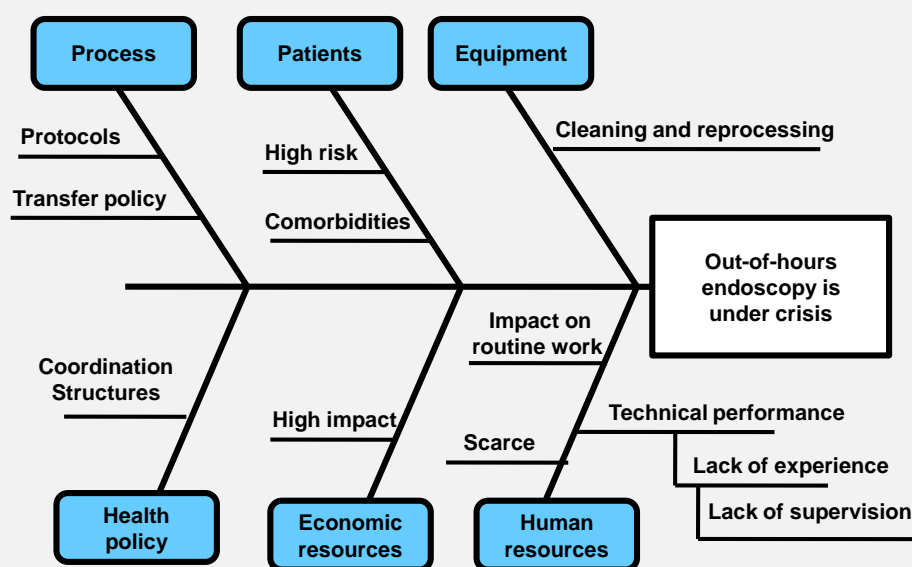 Process
Patients
Equipment
Protocols
Transfer policy
High risk
Comorbidities
Cleaning and reprocessing
Out-of-hours
endoscopy is
under crisis
Coordination
Structures
High impact
Impact on
routine work
Scarce
Technical performance
Lack of experience
Lack of supervision
Health
policy
Economic
resources
Human
resources